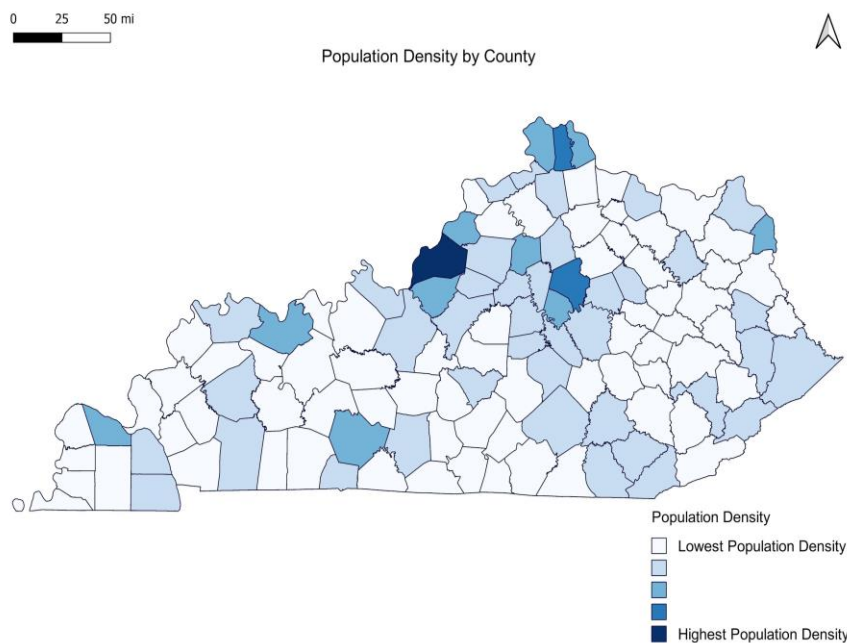 0 25 50 mi
Population Density by County
Population Density
Lowest Population Density
Highest Population Density